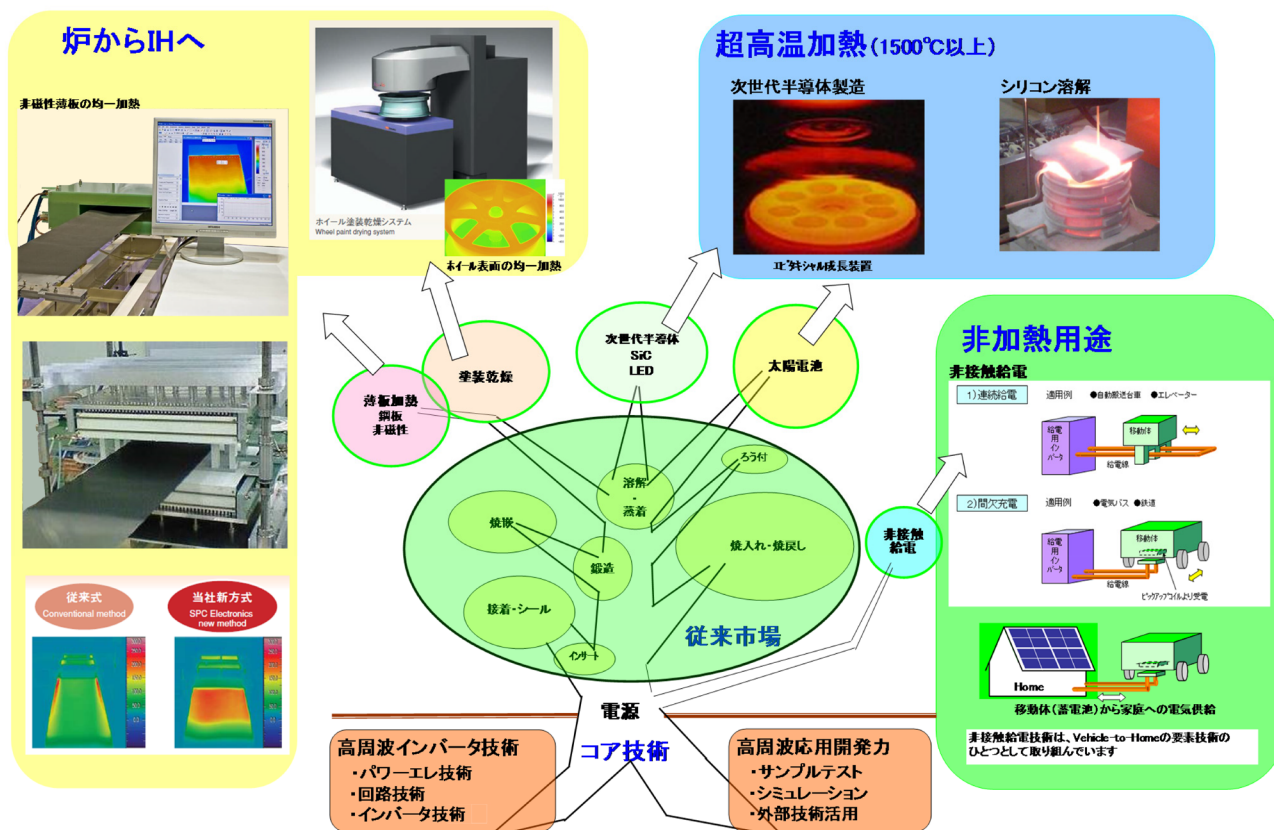 炉からIHへ
非磁性薄板の均一加熱
ホイール塗装乾燥システム
Wheel paint drying system
ホイール表面の均一加熱
従来式
Conventional method
当社新方式
SPC Electronics
new method
超高温加熱(1500℃以上)
次世代半導体製造
シリコン溶解
エピタキシャル成長装置
塗装乾燥
薄板加熱
鋼板
非磁性
次世代半導体
SiC
LED
太陽電池
非接触
給電
ろう付
溶解
・
蒸着
焼嵌
鍛造
焼入れ・焼戻し
接着・シール
インサート
従来市場
電源
コア技術
高周波インバータ技術
・パワーエレ技術
・回路技術
・インバータ技術
高周波応用開発力
・サンプルテスト
・シミュレーション
・外部技術活用
非加熱用途
非接触給電
1)連続給電 適用例 ●自動搬送台車 ●エレベーター
給電用インバータ
移動体
給電線
2)間欠充電 適用例 ●電気バス ●鉄道
給電用インバータ
移動体
給電線
ピックアップコイルより受電
Home
移動体(蓄電池)から家庭への電気供給
非接触給電技術は、Vehicle-to-Homeの要素技術の
ひとつとして取り組んでいます